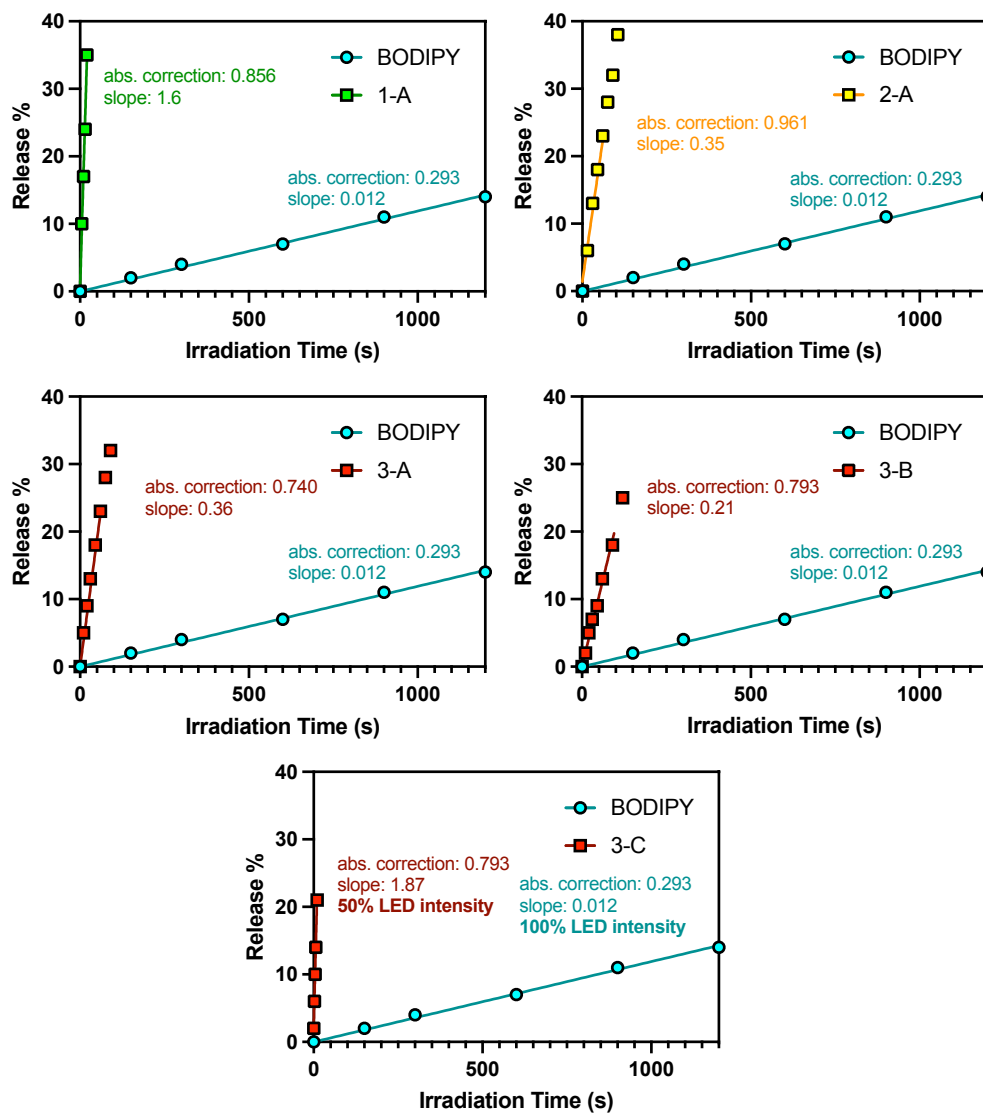 40
30
20
10
0
Release %
BODIPY
1-A
abs. correction: 0.856
slope: 1.6
abs. correction: 0.293
slope: 0.012
0
500
1000
Irradiation Time (s)
40
30
20
10
0
Release %
BODIPY
2-A
abs. correction: 0.961
slope: 0.35
abs. correction: 0.293
slope: 0.012
0
500
1000
Irradiation Time (s)
40
30
20
10
0
Release %
BODIPY
3-A
abs. correction: 0.740
slope: 0.36
abs. correction: 0.293
slope: 0.012
0
500
1000
Irradiation Time (s)
40
30
20
10
0
Release %
BODIPY
3-B
abs. correction: 0.793
slope: 0.21
abs. correction: 0.293
slope: 0.012
0
500
1000
Irradiation Time (s)
40
30
20
10
0
Release %
BODIPY
3-C
abs. correction: 0.793
slope: 1.87
50% LED intensity
abs. correction: 0.293
slope: 0.012
100% LED intensity
0
500
1000
Irradiation Time (s)